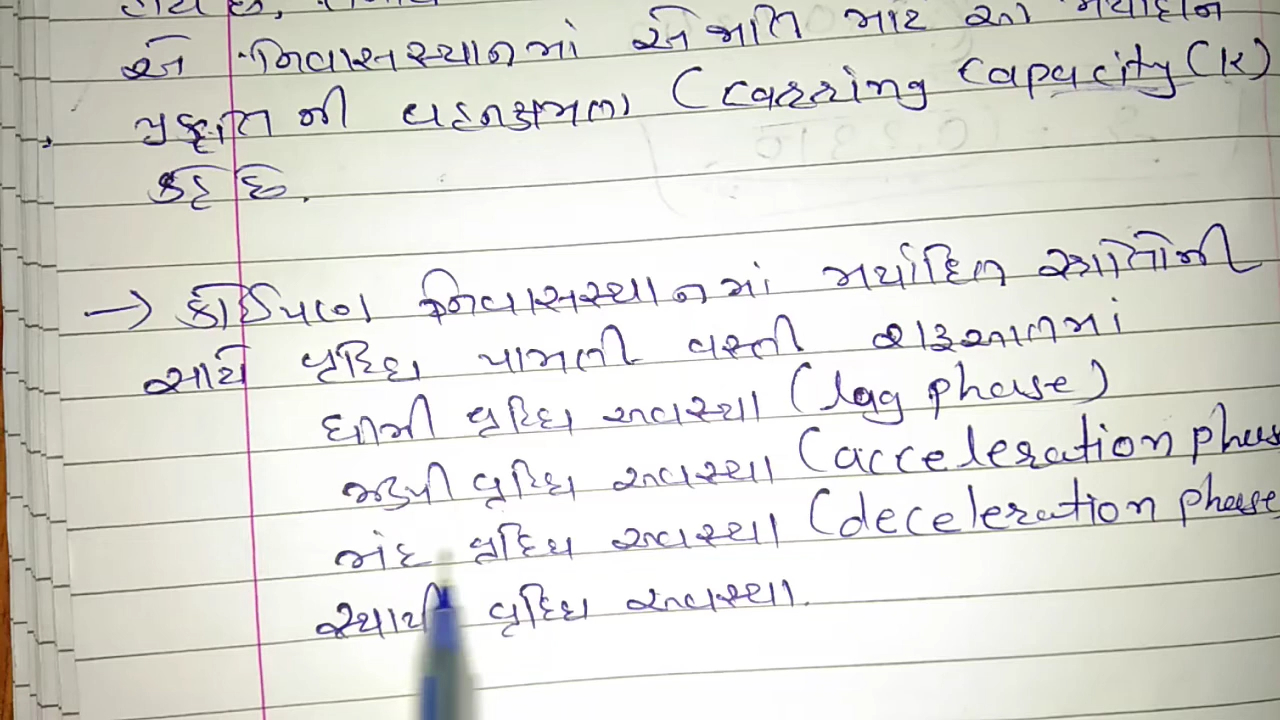 એ નિવાસસ્થાનમાં એ જાતિ માટે આ
પ્રકૃતિ ની વહનક્ષમતા (Carrying Capacity (K)
કહે છે.
→ કોઈપણ નિવાસસ્થાનમાં મર્યાદિત સ્ત્રોતોની
સાથે વૃદ્ધિ પામતી વસ્તી શરૂઆતમાં
ધીમી વૃદ્ધિ અવસ્થા (lag phase)
ઝડપી વૃદ્ધિ અવસ્થા (acceleration phase
મંદ વૃદ્ધિ અવસ્થા (deceleration phase
સ્થાયી વૃદ્ધિ અવસ્થા.